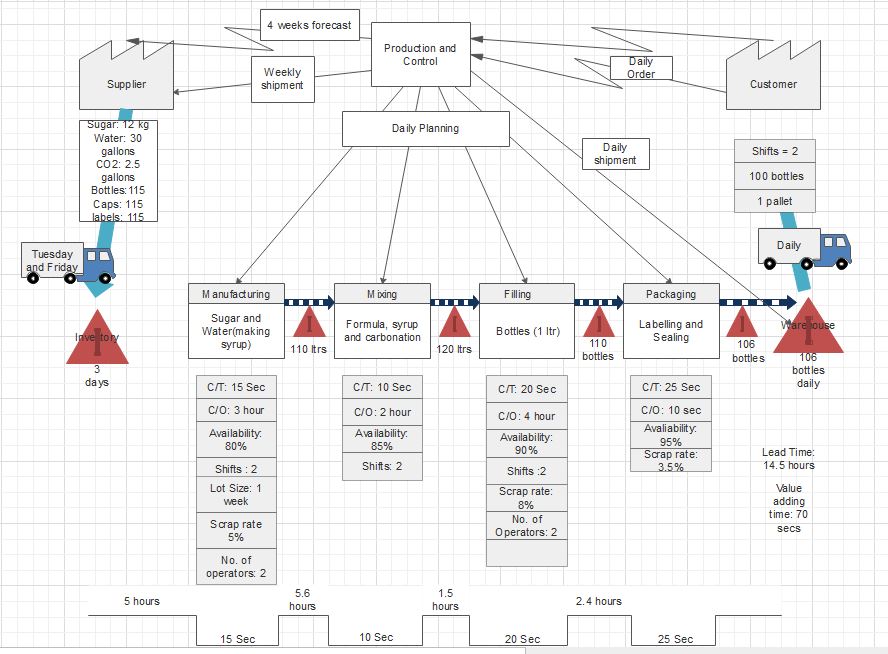 4 weeks forecast
Production and
Control
Supplier
Weekly
shipment
Daily
Order
Customer
Sugar: 12 kg
Water: 30
gallons
CO2: 2.5
gallons
Bottles:115
Caps: 115
labels: 115
Daily Planning
Daily
shipment
Shifts = 2
100 bottles
1 pallet
Tuesday
and Friday
Daily
Inventory
3
days
Manufacturing
Sugar and
Water(making
syrup)
110 ltrs
Mixing
Formula, syrup
and carbonation
120 ltrs
Filling
Bottles (1 ltr)
110
bottles
Packaging
Labelling and
Sealing
106
bottles
Warehouse
106
bottles
daily
C/T: 15 Sec
C/O: 3 hour
Availability:
80%
Shifts : 2
Lot Size: 1
week
Scrap rate
5%
No. of
operators: 2
C/T: 10 Sec
C/O: 2 hour
Availability:
85%
Shifts: 2
C/T: 20 Sec
C/O: 4 hour
Availability:
90%
Shifts :2
Scrap rate:
8%
No. of
Operators: 2
C/T: 25 Sec
C/O: 10 sec
Avaliability:
95%
Scrap rate:
3.5%
Lead Time:
14.5 hours
Value
adding
time: 70
secs
5 hours
15 Sec
5.6
hours
10 Sec
1.5
hours
20 Sec
2.4 hours
25 Sec